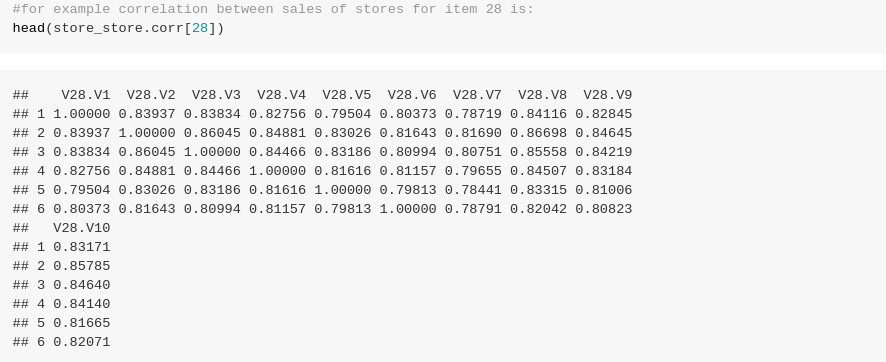 #for example correlation between sales of stores for item 28 is:
head(store_store.corr[28])
##    V28.V1  V28.V2  V28.V3  V28.V4  V28.V5  V28.V6  V28.V7  V28.V8  V28.V9
## 1 1.00000 0.83937 0.83834 0.82756 0.79504 0.80373 0.78719 0.84116 0.82845
## 2 0.83937 1.00000 0.86045 0.84881 0.83026 0.81643 0.81690 0.86698 0.84645
## 3 0.83834 0.86045 1.00000 0.84466 0.83186 0.80994 0.80751 0.85558 0.84219
## 4 0.82756 0.84881 0.84466 1.00000 0.81616 0.81157 0.79655 0.84507 0.83184
## 5 0.79504 0.83026 0.83186 0.81616 1.00000 0.79813 0.78441 0.83315 0.81006
## 6 0.80373 0.81643 0.80994 0.81157 0.79813 1.00000 0.78791 0.82042 0.80823
##   V28.V10
## 1 0.83171
## 2 0.85785
## 3 0.84640
## 4 0.84140
## 5 0.81665
## 6 0.82071